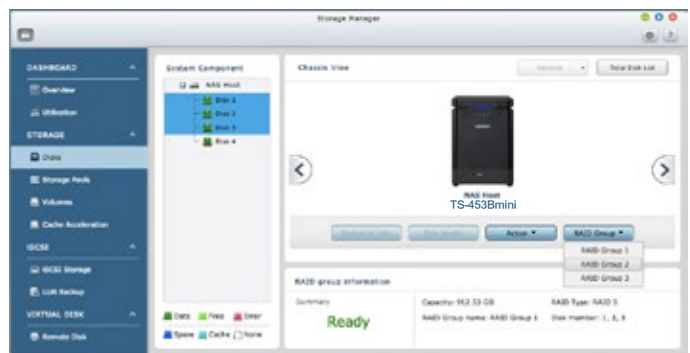 Storage Manager
DASHBOARD
Overview
Utilization
STORAGE
Disks
Storage Pools
Volumes
Cache Acceleration
iSCSI
iSCSI Storage
LUN Backup
VIRTUAL DISK
Remote Disk
System Component
NAS Host
Disk 1
Disk 2
Disk 3
Disk 4
Data Free Error
Spare Cache None
Chassis View
Total Disk List
NAS Host
TS-453Bmini
Action
RAID Group
RAID Group 1
RAID Group 2
RAID Group 3
RAID group information
Summary
Ready
Capacity: 912.53 GB
RAID Group name: RAID Group 1
RAID Type: RAID 5
Disk member: 1, 2, 3